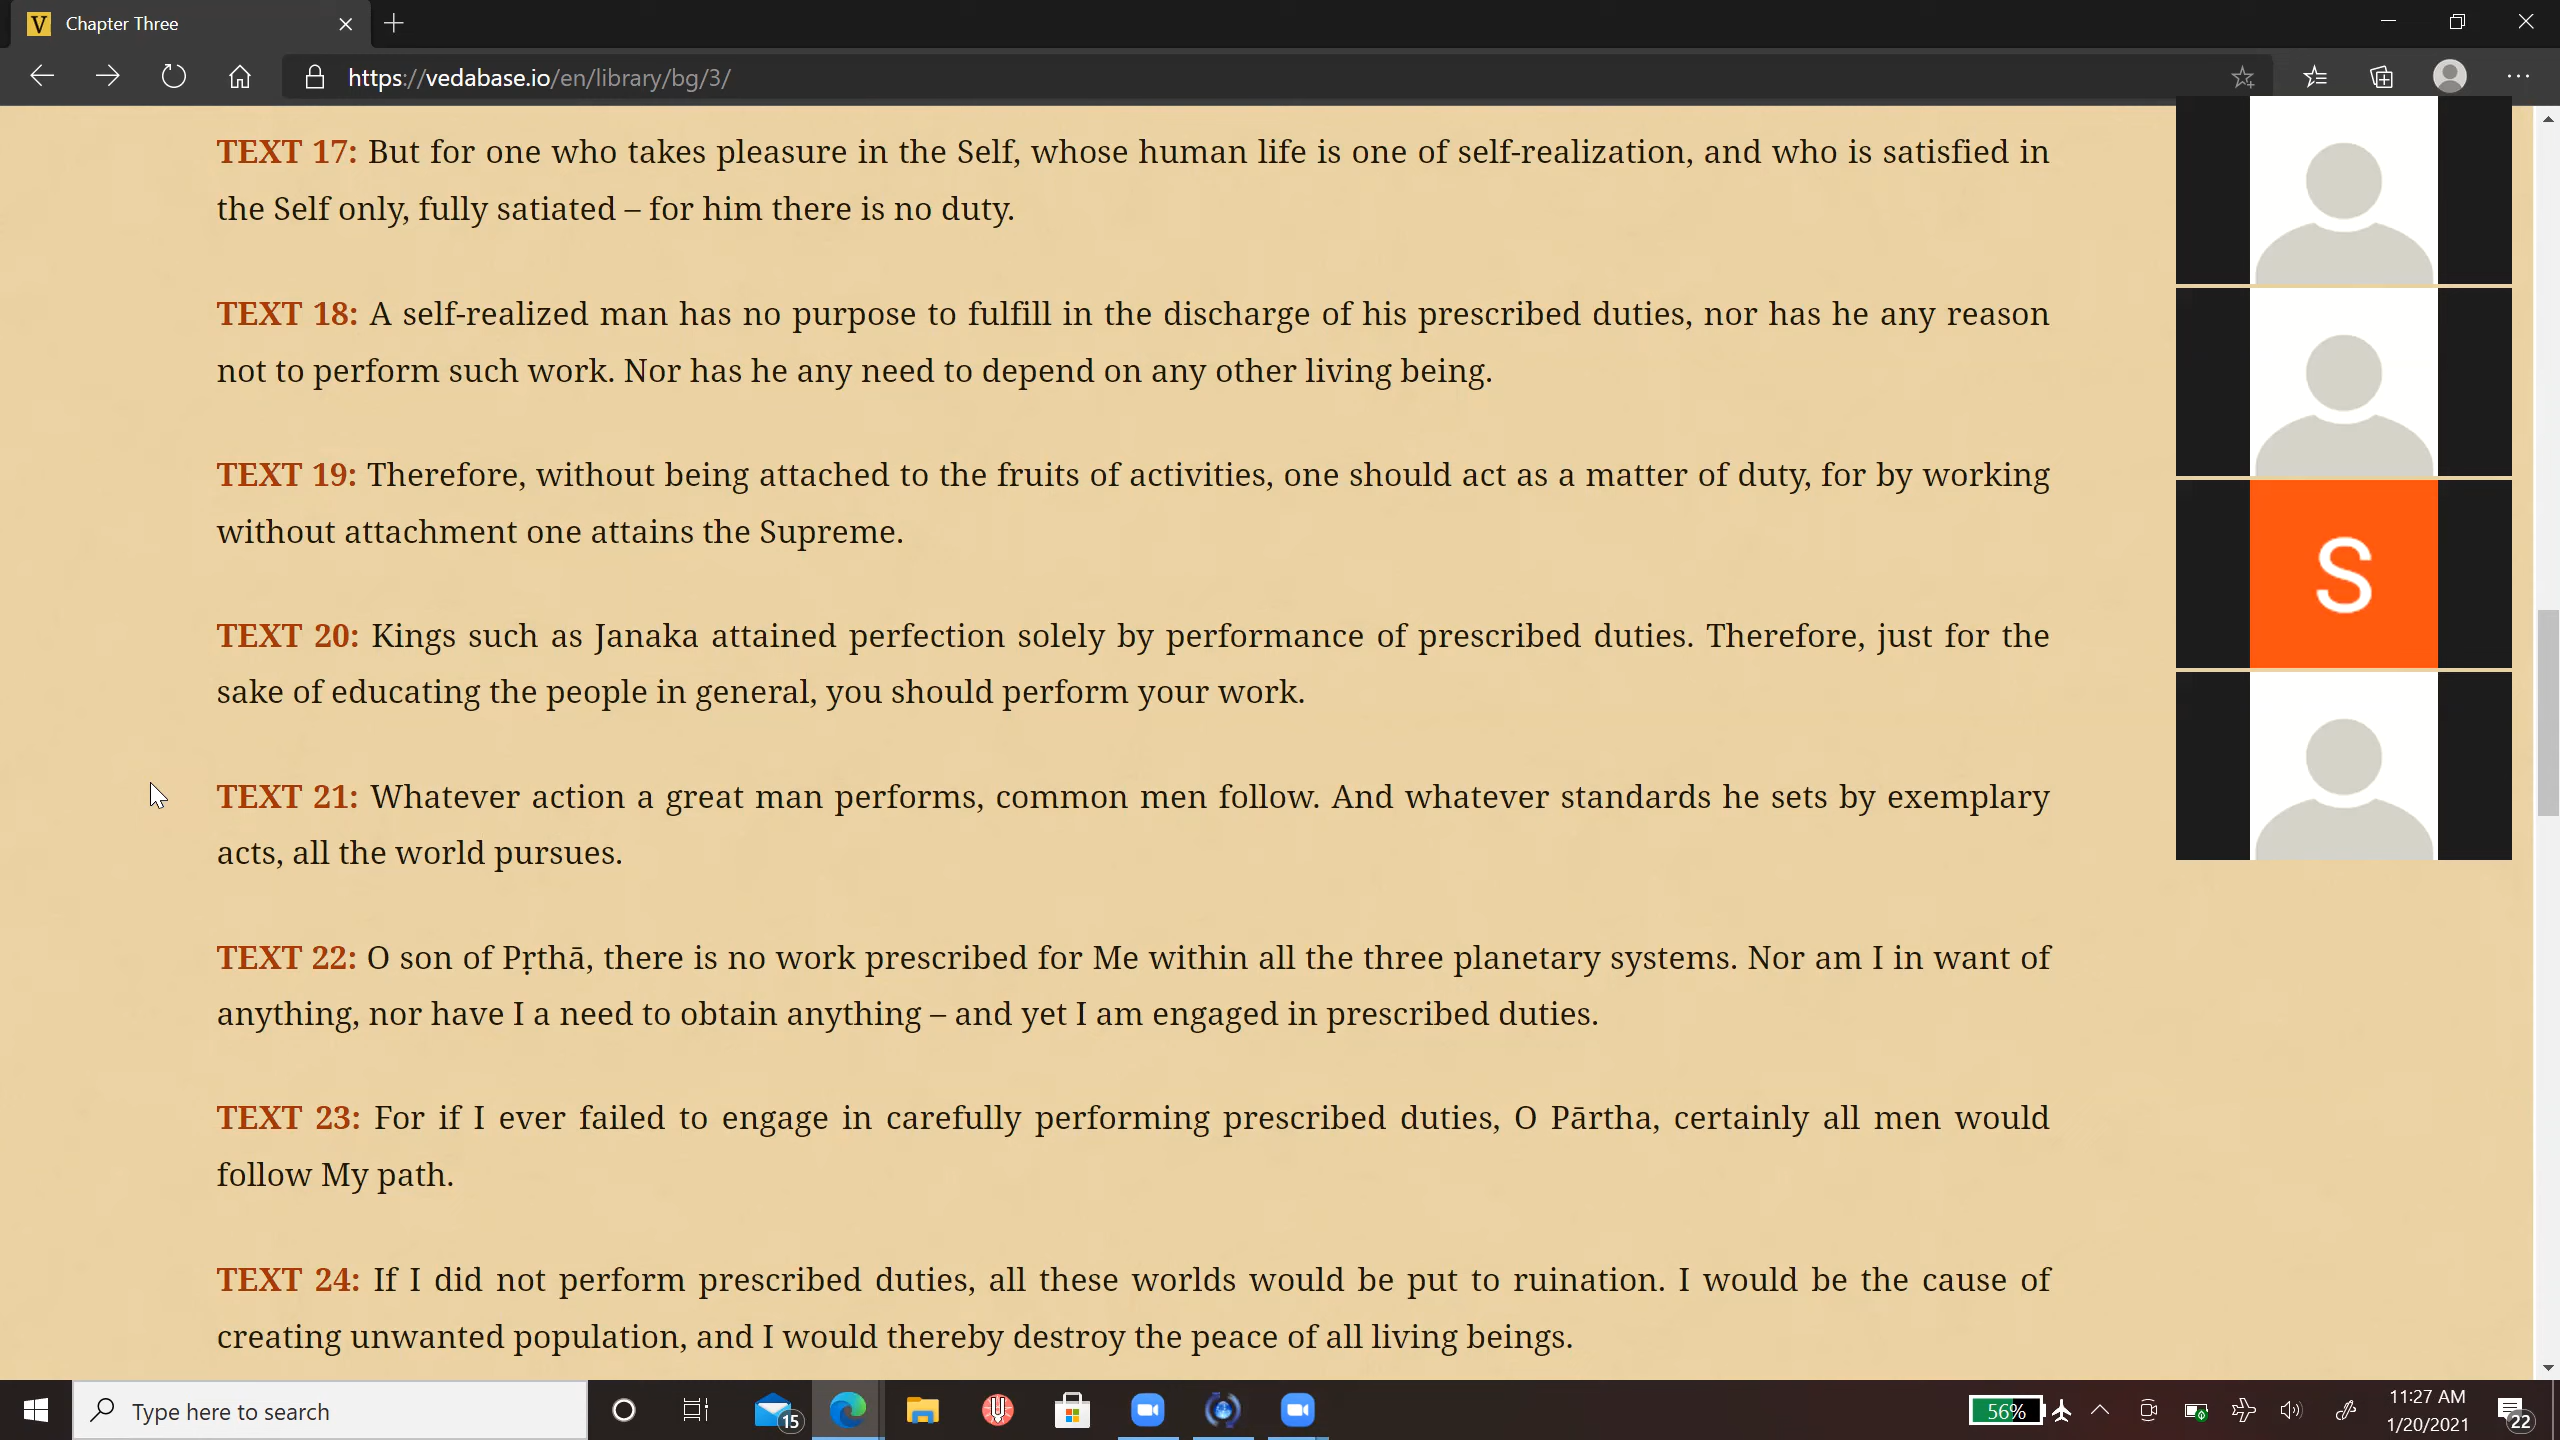 Chapter Three
https://vedabase.io/en/library/bg/3/
TEXT 17: But for one who takes pleasure in the Self, whose human life is one of self-realization, and who is satisfied in
the Self only, fully satiated – for him there is no duty.
TEXT 18: A self-realized man has no purpose to fulfill in the discharge of his prescribed duties, nor has he any reason
not to perform such work. Nor has he any need to depend on any other living being.
TEXT 19: Therefore, without being attached to the fruits of activities, one should act as a matter of duty, for by working
without attachment one attains the Supreme.
S
TEXT 20: Kings such as Janaka attained perfection solely by performance of prescribed duties. Therefore, just for the
sake of educating the people in general, you should perform your work.
TEXT 21: Whatever action a great man performs, common men follow. And whatever standards he sets by exemplary
acts, all the world pursues.
TEXT 22: O son of Pṛthā, there is no work prescribed for Me within all the three planetary systems. Nor am I in want of
anything, nor have I a need to obtain anything – and yet I am engaged in prescribed duties.
TEXT 23: For if I ever failed to engage in carefully performing prescribed duties, O Pārtha, certainly all men would
follow My path.
TEXT 24: If I did not perform prescribed duties, all these worlds would be put to ruination. I would be the cause of
creating unwanted population, and I would thereby destroy the peace of all living beings.
Type here to search
15
56%
11:27 AM
1/20/2021
22